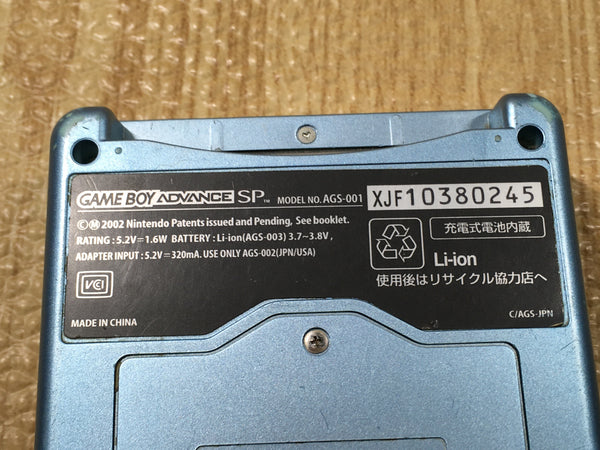 GAME BOY ADVANCE SP TM MODEL NO. AGS-001 XJF10380245
©Ⓜ 2002 Nintendo Patents issued and Pending, See booklet.
RATING : 5.2V⎓1.6W BATTERY : Li-ion(AGS-003) 3.7~3.8V ,
ADAPTER INPUT : 5.2V⎓320mA. USE ONLY AGS-002(JPN/USA)
充電式電池内蔵
Li-ion
使用後はリサイクル協力店へ
VCI
MADE IN CHINA
C/AGS-JPN